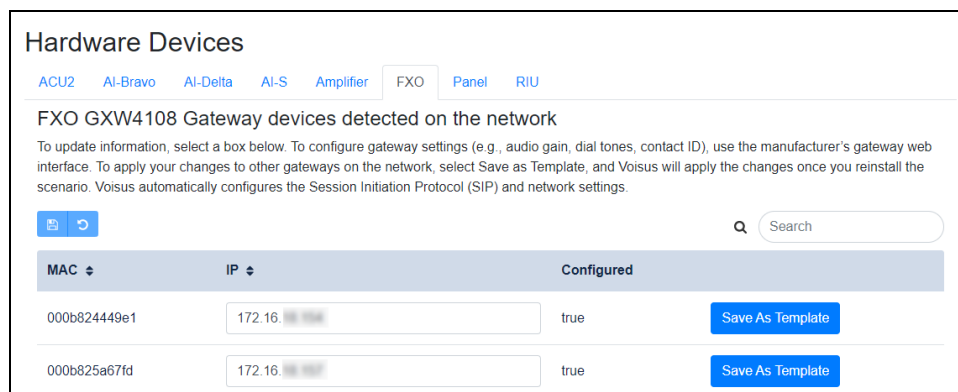 Hardware Devices
ACU2 AI-Bravo AI-Delta AI-S Amplifier FXO Panel RIU
FXO GXW4108 Gateway devices detected on the network
To update information, select a box below. To configure gateway settings (e.g., audio gain, dial tones, contact ID), use the manufacturer's gateway web
interface. To apply your changes to other gateways on the network, select Save as Template, and Voisus will apply the changes once you reinstall the
scenario. Voisus automatically configures the Session Initiation Protocol (SIP) and network settings.
Search
MAC IP Configured
000b824449e1 172.16. true Save As Template
000b825a67fd 172.16. true Save As Template